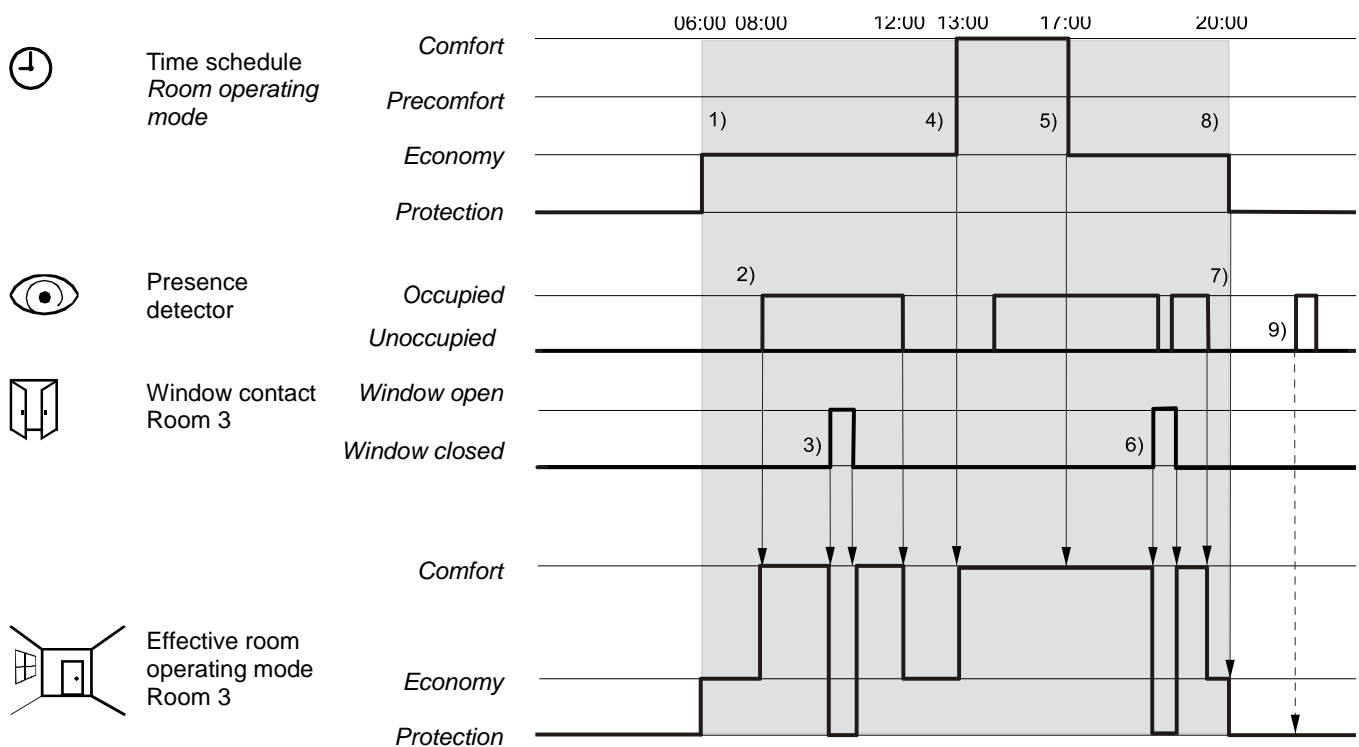 06:00 08:00 12:00 13:00 17:00 20:00
Comfort
Time schedule
Room operating
mode
Precomfort
1) 4) 5) 8)
Economy
Protection
Presence
detector
2) 7)
Occupied
Unoccupied
9)
Window contact
Room 3
Window open
3) 6)
Window closed
Comfort
Effective room
operating mode
Room 3
Economy
Protection